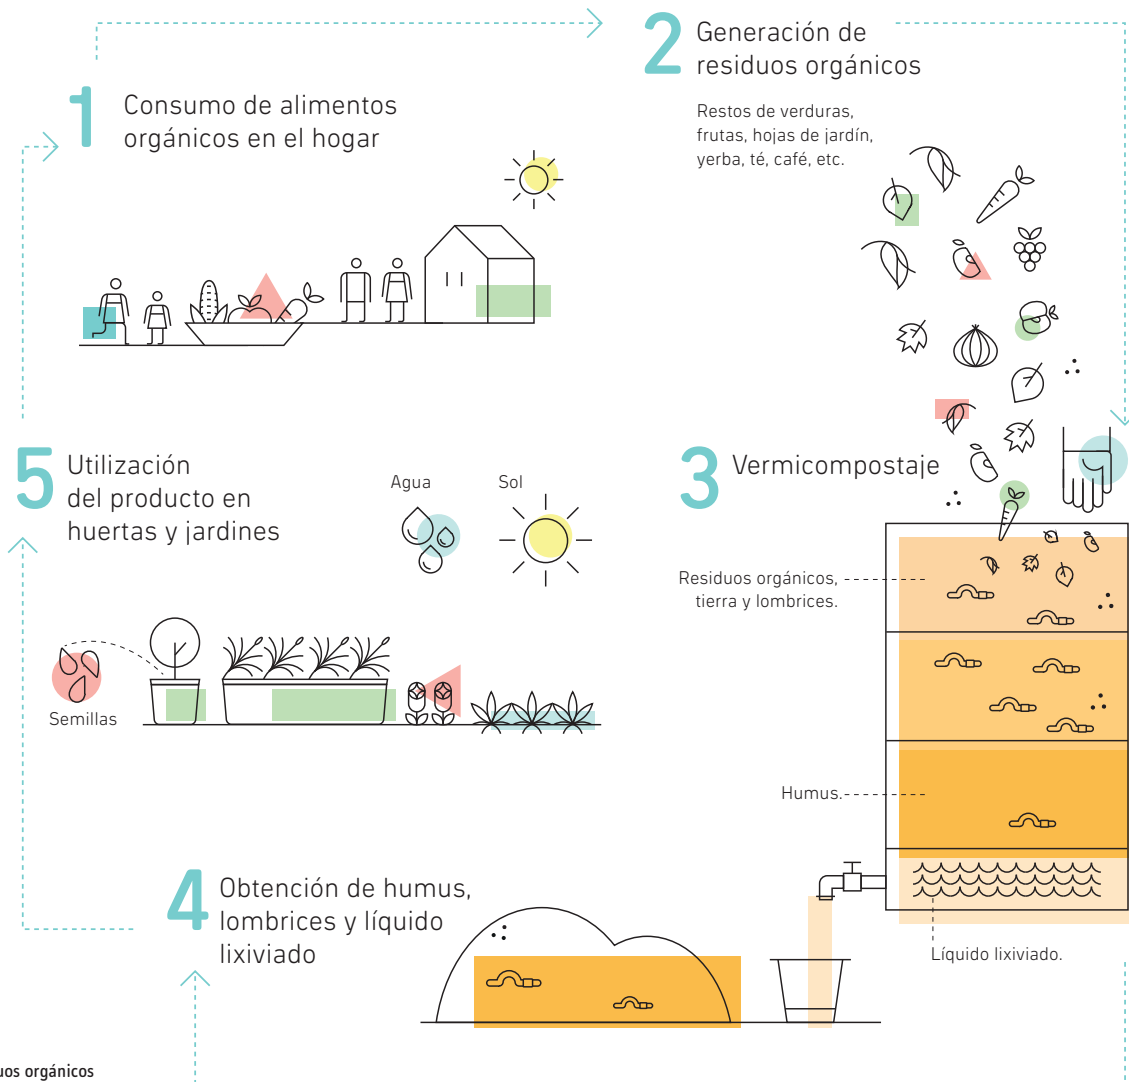 1
Consumo de alimentos
orgánicos en el hogar
2
Generación de
residuos orgánicos
Restos de verduras,
frutas, hojas de jardín,
yerba, té, café, etc.
3
Vermicompostaje
Residuos orgánicos,
tierra y lombrices.
Humus.
Líquido lixiviado.
4
Obtención de humus,
lombrices y líquido
lixiviado
5
Utilización
del producto en
huertas y jardines
Agua
Sol
Semillas
uos orgánicos